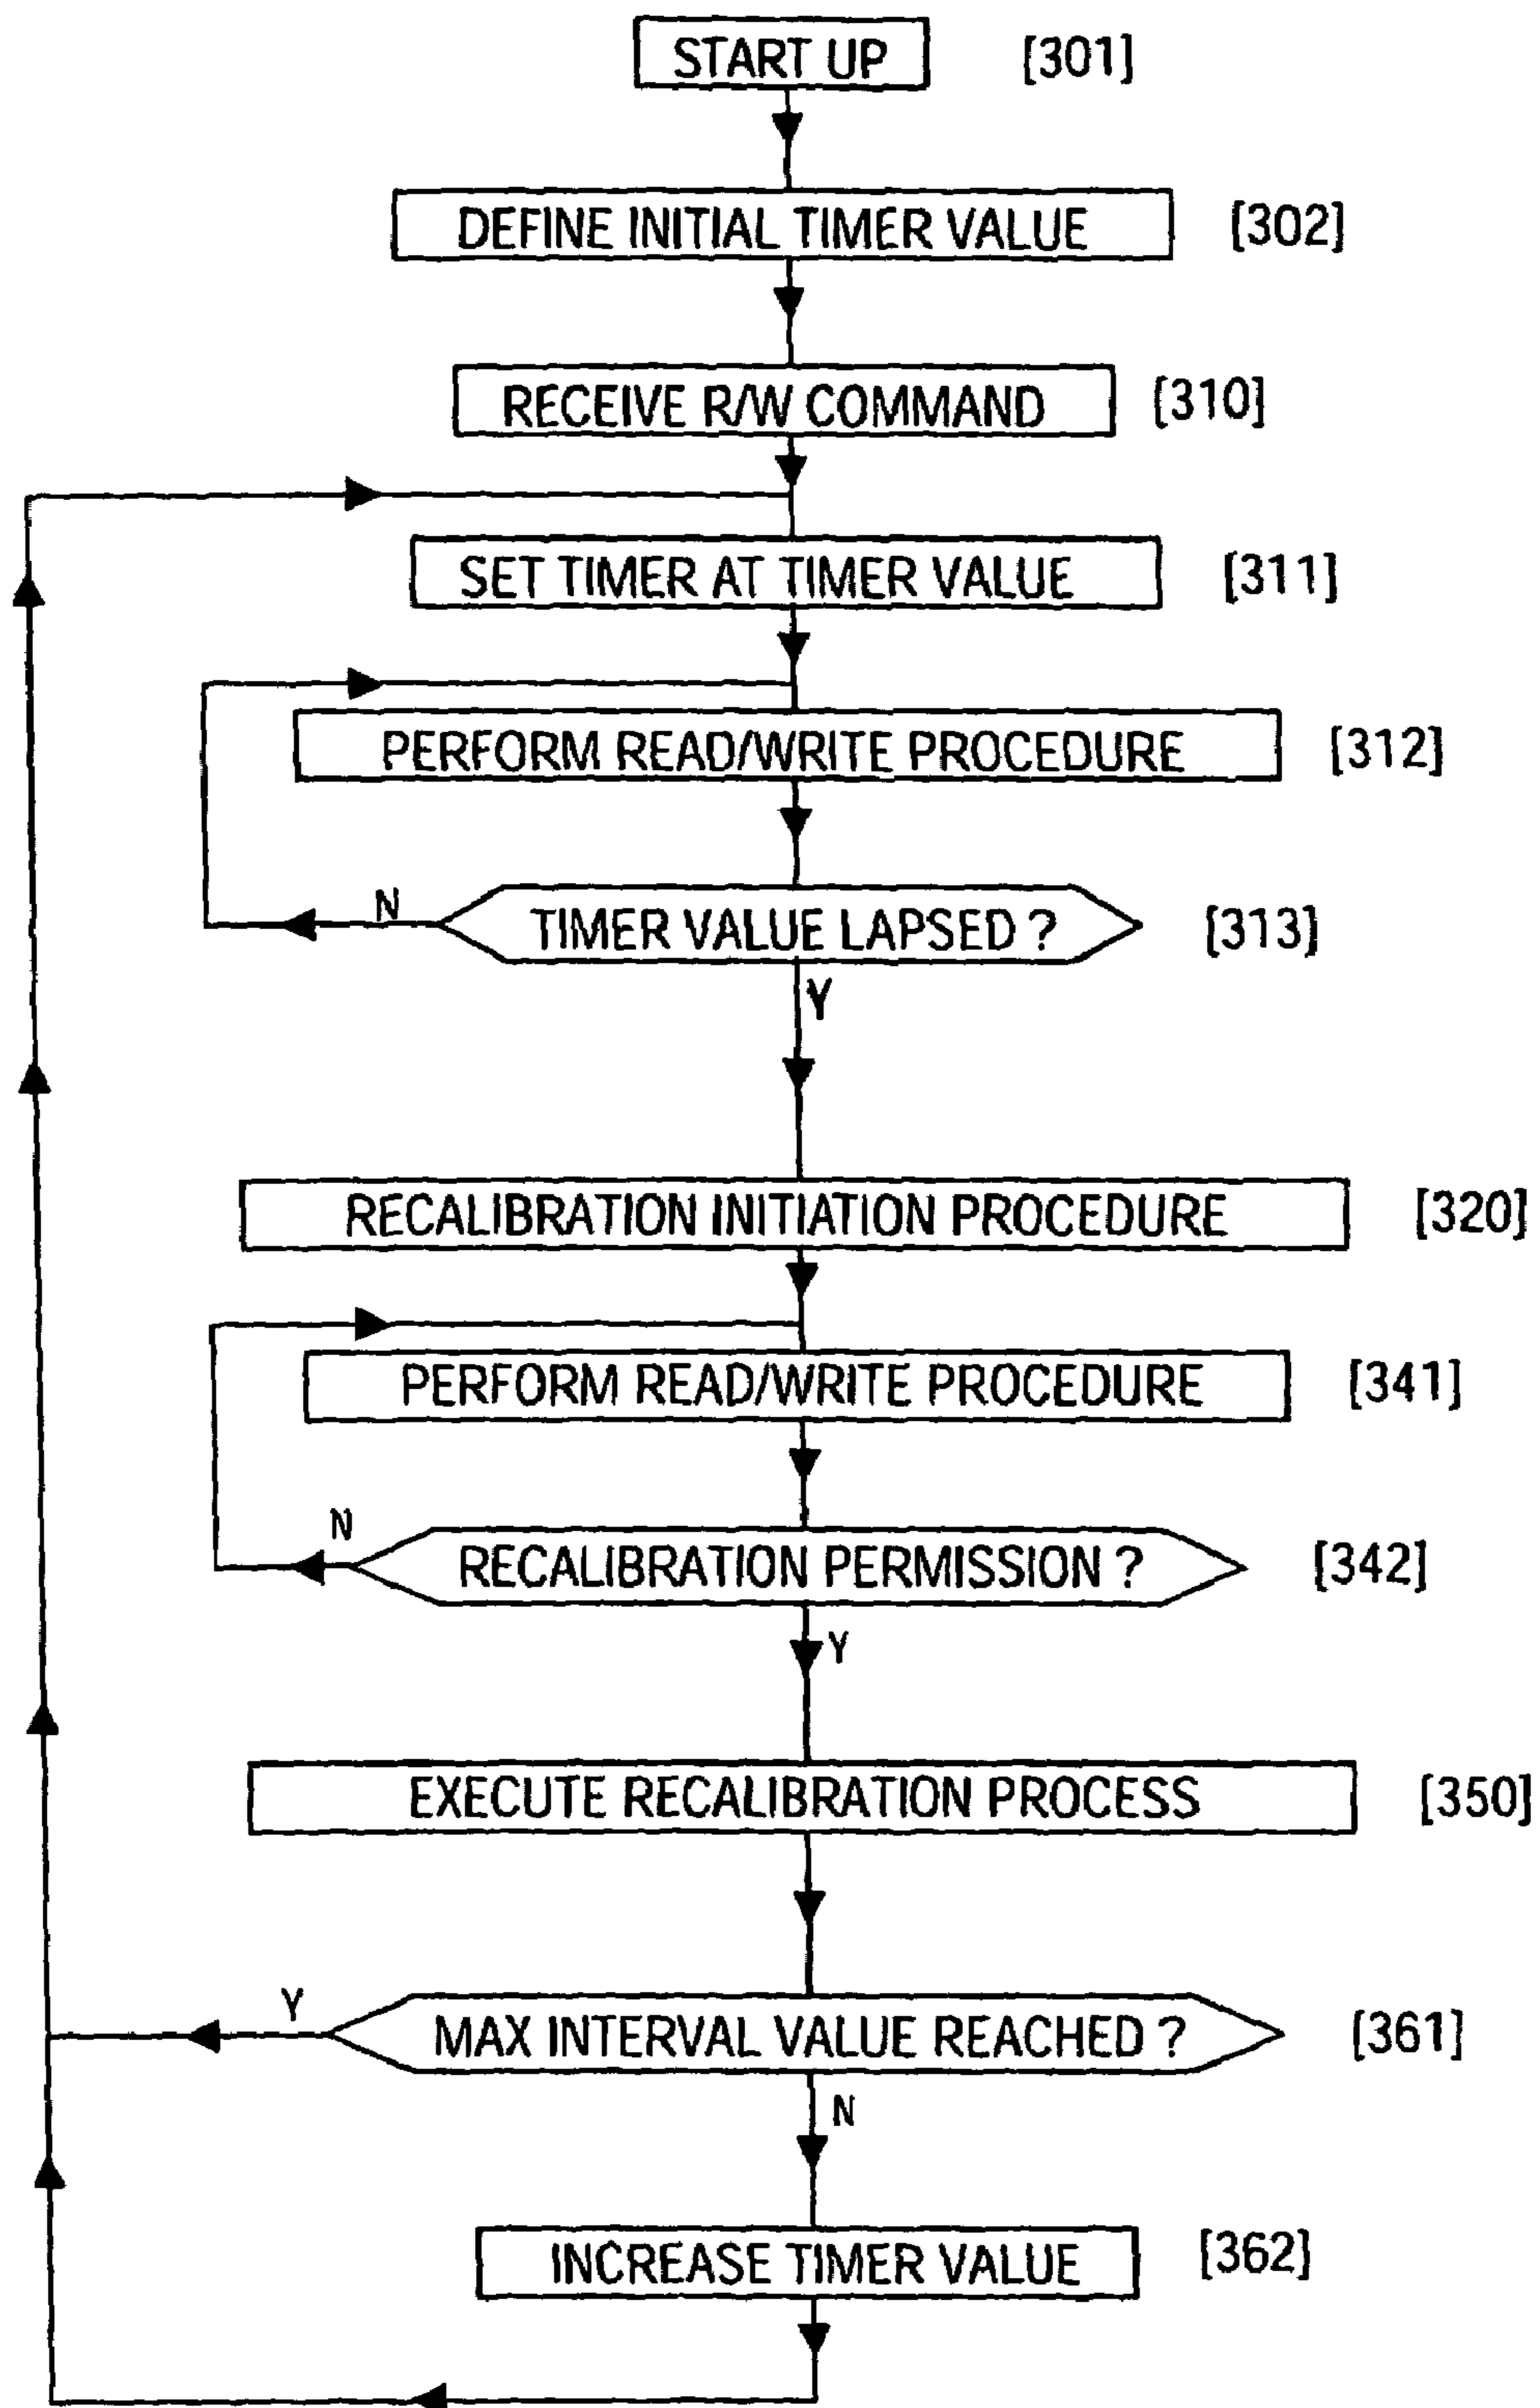 START UP [301]
DEFINE INITIAL TIMER VALUE [302]
RECEIVE R/W COMMAND [310]
SET TIMER AT TIMER VALUE [311]
PERFORM READ/WRITE PROCEDURE [312]
N TIMER VALUE LAPSED ? [313]
Y
RECALIBRATION INITIATION PROCEDURE [320]
PERFORM READ/WRITE PROCEDURE [341]
N RECALIBRATION PERMISSION ? [342]
Y
EXECUTE RECALIBRATION PROCESS [350]
Y MAX INTERVAL VALUE REACHED ? [361]
N
INCREASE TIMER VALUE [362]